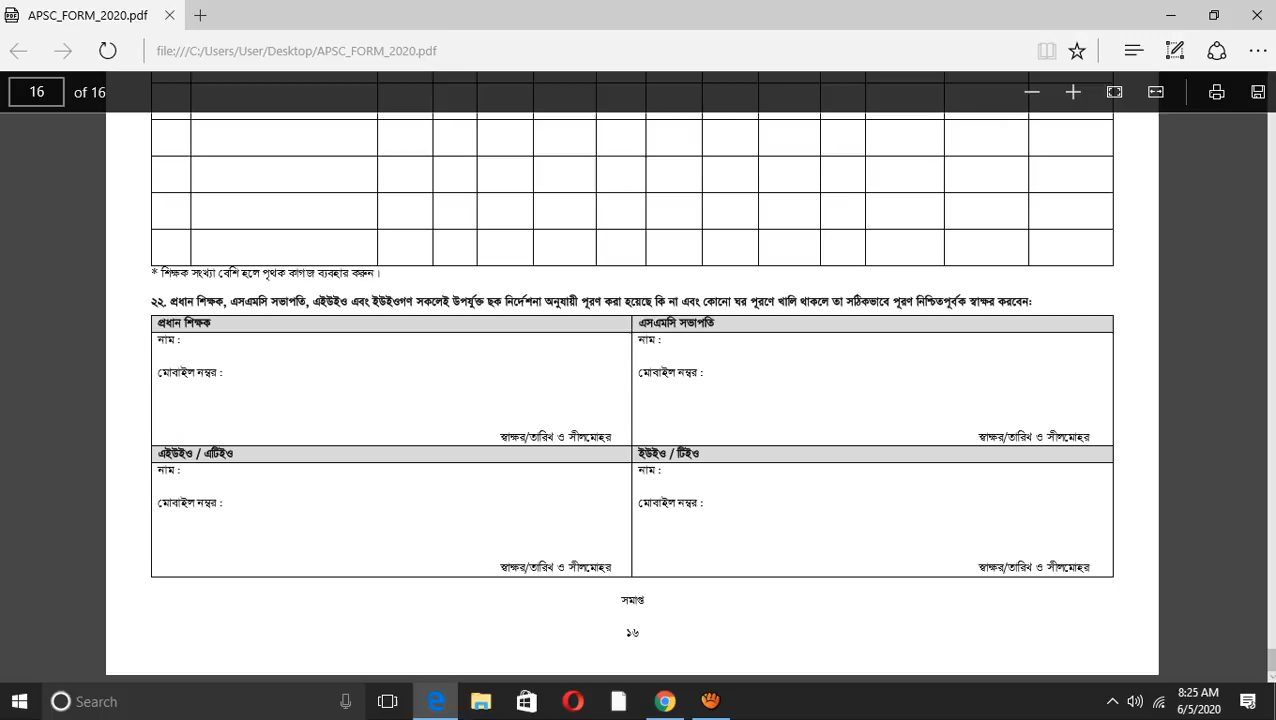 APSC_FORM_2020.pdf
file:///C:/Users/User/Desktop/APSC_FORM_2020.pdf
16 of 16
* শিক্ষক সংখ্যা বেশি হলে পৃথক কাগজ ব্যবহার করুন।
২২. প্রধান শিক্ষক, এসএমসি সভাপতি, এইউইও এবং ইউইওগণ সকলেই উপর্যুক্ত ছক নির্দেশনা অনুযায়ী পূরণ করা হয়েছে কি না এবং কোনো ঘর পূরণে খালি থাকলে তা সঠিকভাবে পূরণ নিশ্চিতপূর্বক স্বাক্ষর করবেন:
প্রধান শিক্ষক
নাম :
মোবাইল নম্বর :
স্বাক্ষর/তারিখ ও সীলমোহর
এসএমসি সভাপতি
নাম :
মোবাইল নম্বর :
স্বাক্ষর/তারিখ ও সীলমোহর
এইউইও / এটিইও
নাম :
মোবাইল নম্বর :
স্বাক্ষর/তারিখ ও সীলমোহর
ইউইও / টিইও
নাম :
মোবাইল নম্বর :
স্বাক্ষর/তারিখ ও সীলমোহর
সমাপ্ত
১৬
Search
8:25 AM
6/5/2020